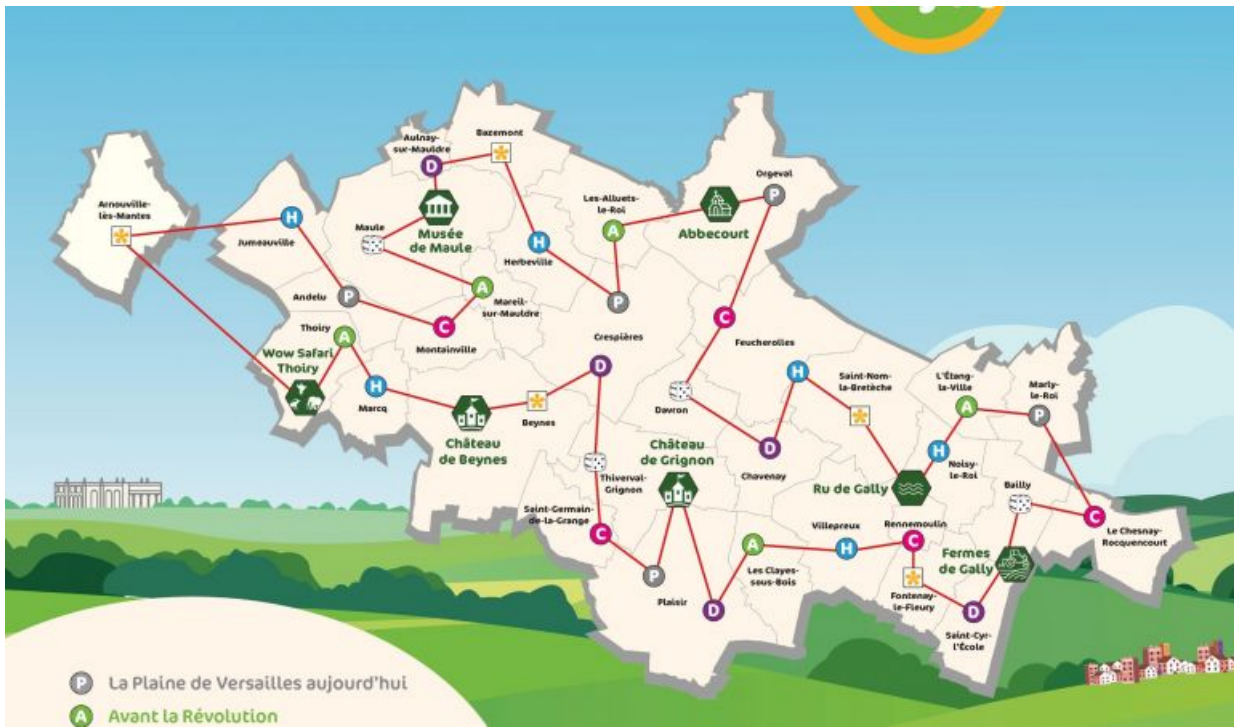 Aulnay-
sur-Mauldre
D
Bazemont
Orgeval
P
Les-Alluets-
le-Roi
A
Abbecourt
Arnouville-
lès-Mantes
H
Jumeauville
Maule
Musée
de Maule
H
Herbeville
Andelu
P
A
Mareil-
sur-Mauldre
P
Crespières
C
Montainville
C
Feucherolles
Thoiry
A
Wow Safari
Thoiry
H
Marcq
D
Beynes
Château
de Beynes
Davron
H
Saint-Nom-
la-Bretèche
L'Étang-
la-Ville
A
Marly-
le-Roi
P
D
Chavenay
Château
de Grignon
Thiverval-
Grignon
Ru de Gally
H
Noisy-
le-Roi
Bailly
Saint-Germain-
de-la-Grange
C
C
Le Chesnay-
Rocquencourt
Villepreux
H
Rennemoulin
C
Fermes
de Gally
A
Les Clayes-
sous-Bois
P
Plaisir
D
Fontenay-
le-Fleury
D
Saint-Cyr-
l'École
P La Plaine de Versailles aujourd'hui
A Avant la Révolution